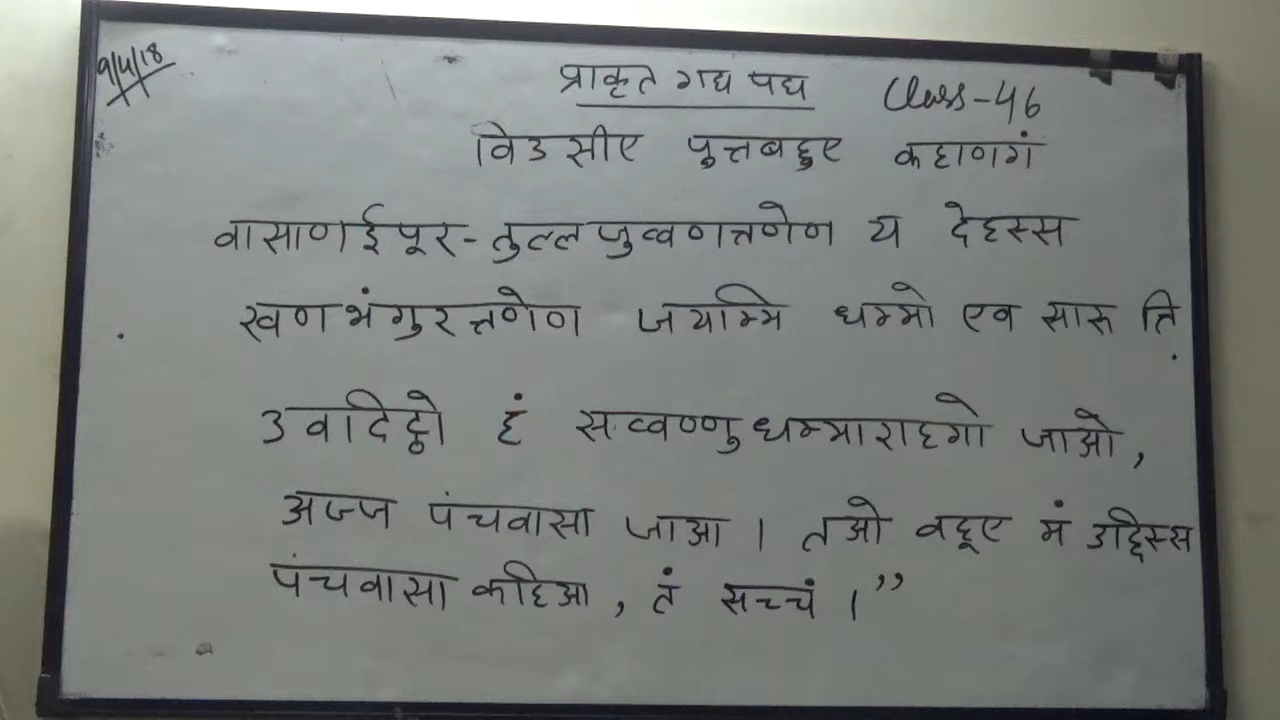 9/4/18
प्राकृत गद्य पद्य Class-46
विउसीए पुत्तबहुए कहाणगं
वासाणईपूर-तुल्लजुव्वणत्तणेण य देहस्स
खणभंगुरत्तणेण जयम्मि धम्मो एव सारु त्ति
उवादिट्ठो हं सव्वण्णुधम्माराहगो जाओ,
अज्ज पंचवासा जाआ। तओ वहूए मं उद्दिस्स
पंचवासा कहिआ, तं सच्चं।”